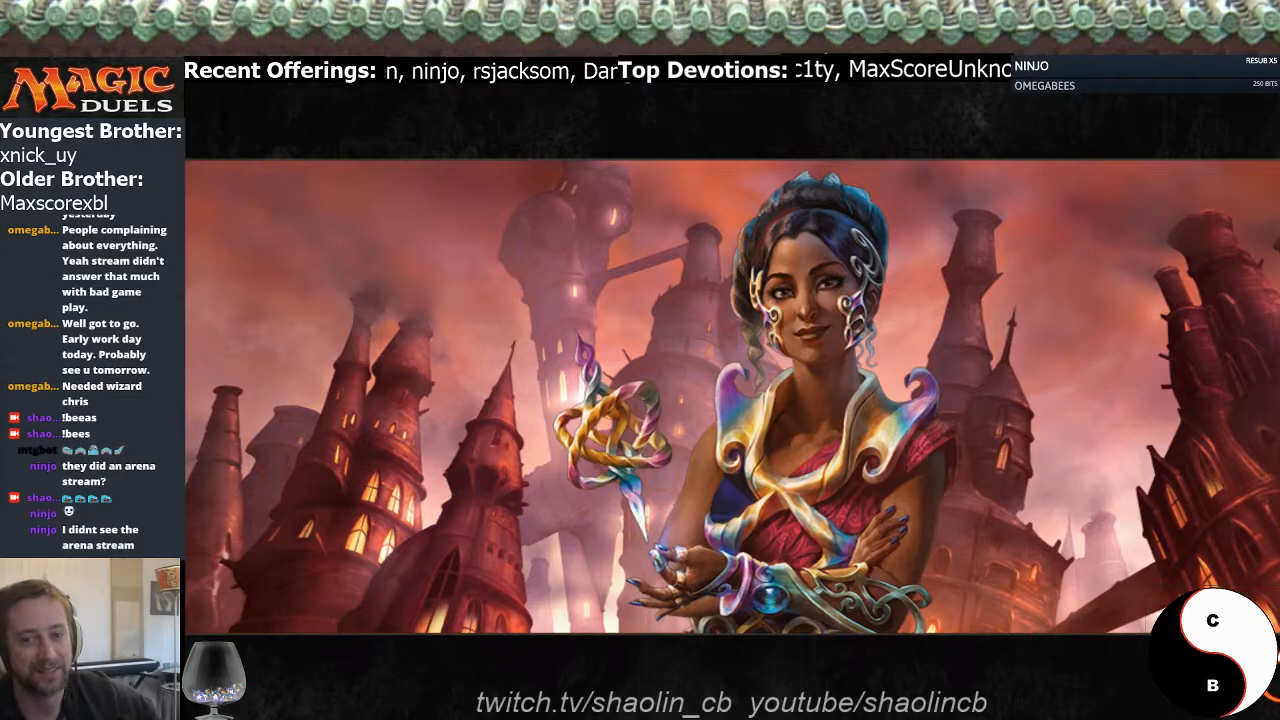 Recent Offerings: n, ninjo, rsjacksom, Dar
Top Devotions: c1ty, MaxScoreUnkno
NINJO
RESUB X5
OMEGABEES
250 BITS
MAGIC
DUELS
Youngest Brother:
xnick_uy
Older Brother:
Maxscorexbl
yesterday
omegab... People complaining
about everything.
Yeah stream didn't
answer that much
with bad game
play.
omegab... Well got to go.
Early work day
today. Probably
see u tomorrow.
omegab... Needed wizard
chris
shao... !beeas
shao... !bees
mtgbot
ninjo they did an arena
stream?
shao...
ninjo
ninjo I didnt see the
arena stream
C
B
twitch.tv/shaolin_cb youtube/shaolincb